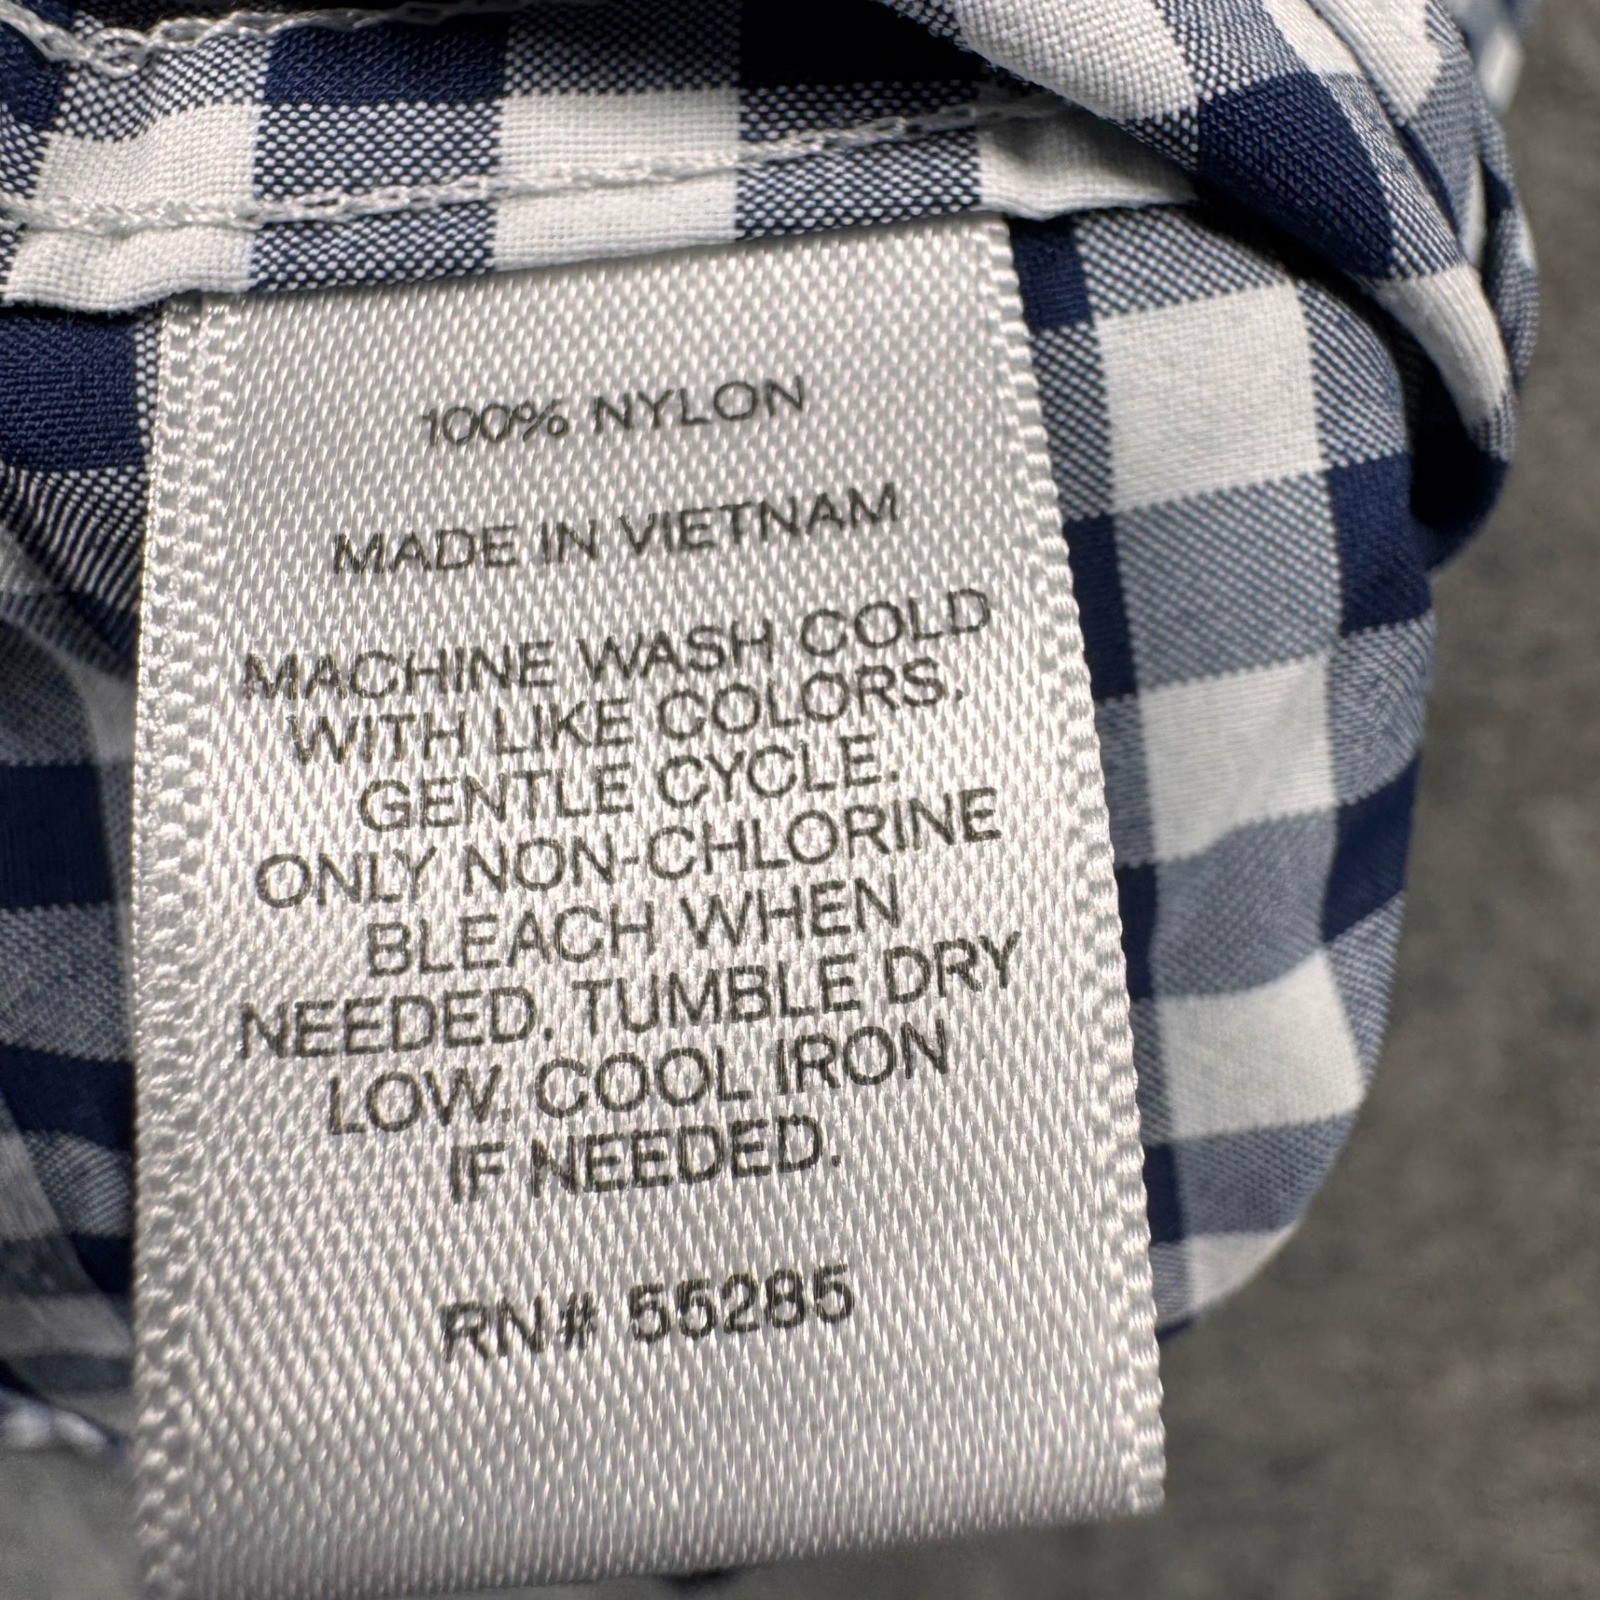 100% NYLON
MADE IN VIETNAM
MACHINE WASH COLD
WITH LIKE COLORS.
GENTLE CYCLE.
ONLY NON-CHLORINE
BLEACH WHEN
NEEDED. TUMBLE DRY
LOW. COOL IRON
IF NEEDED.
RN# 55285